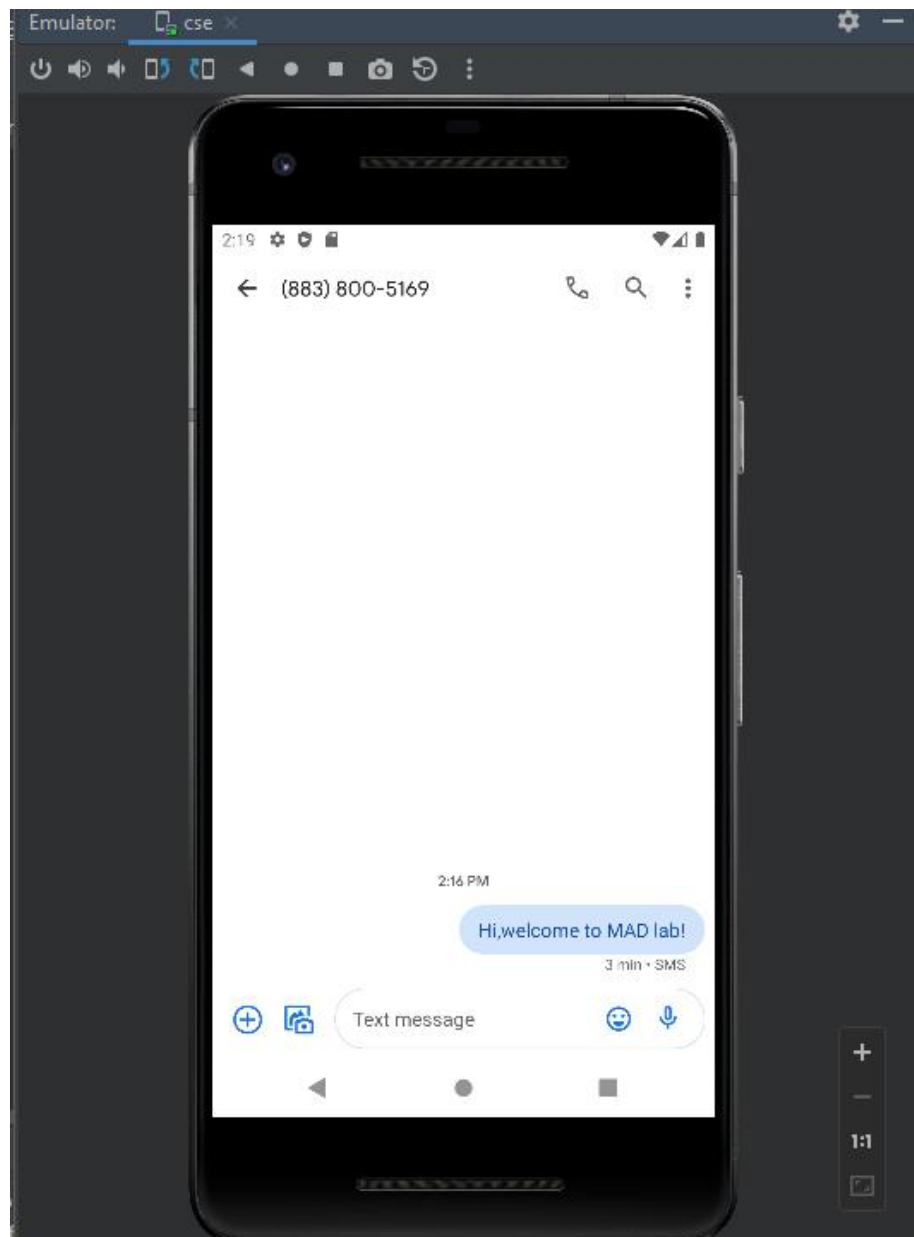 Emulator: cse
2:19
(883) 800-5169
2:16 PM
Hi,welcome to MAD lab!
3 min • SMS
Text message
1:1